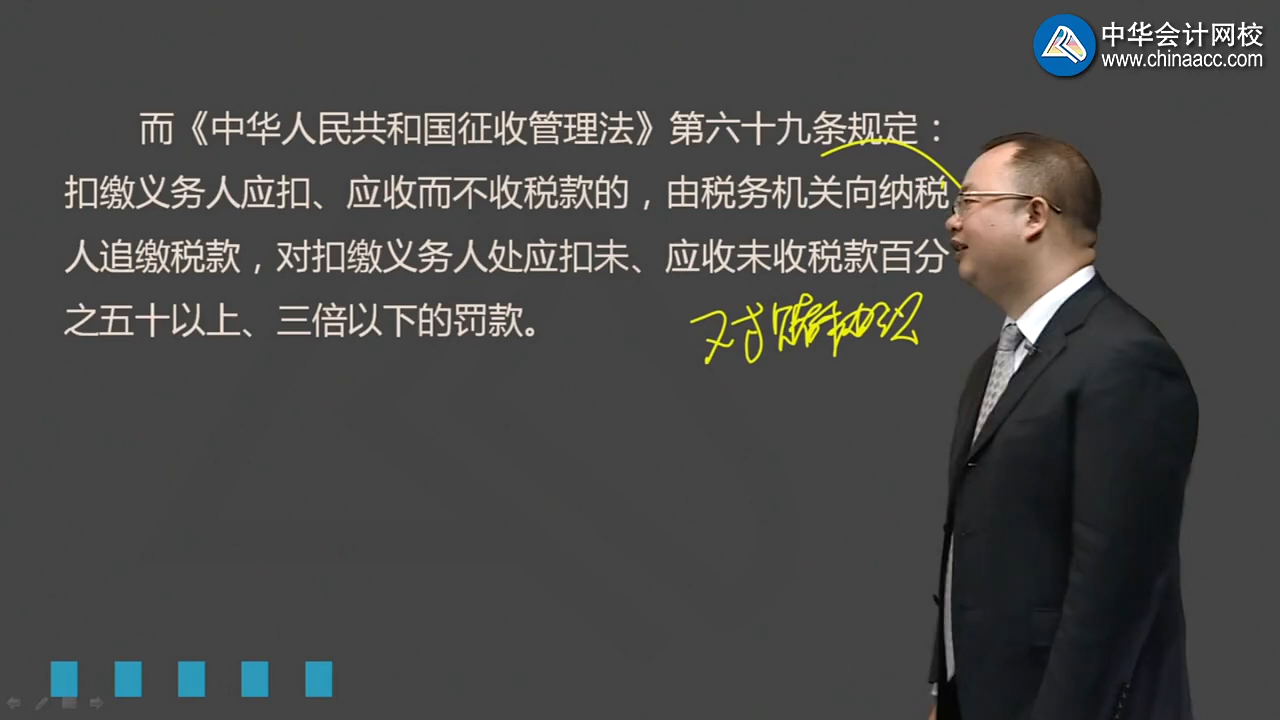 中华会计网校
www.chinaacc.com
而《中华人民共和国征收管理法》第六十九条规定：
扣缴义务人应扣、应收而不收税款的，由税务机关向纳税
人追缴税款，对扣缴义务人处应扣未、应收未收税款百分
之五十以上、三倍以下的罚款。